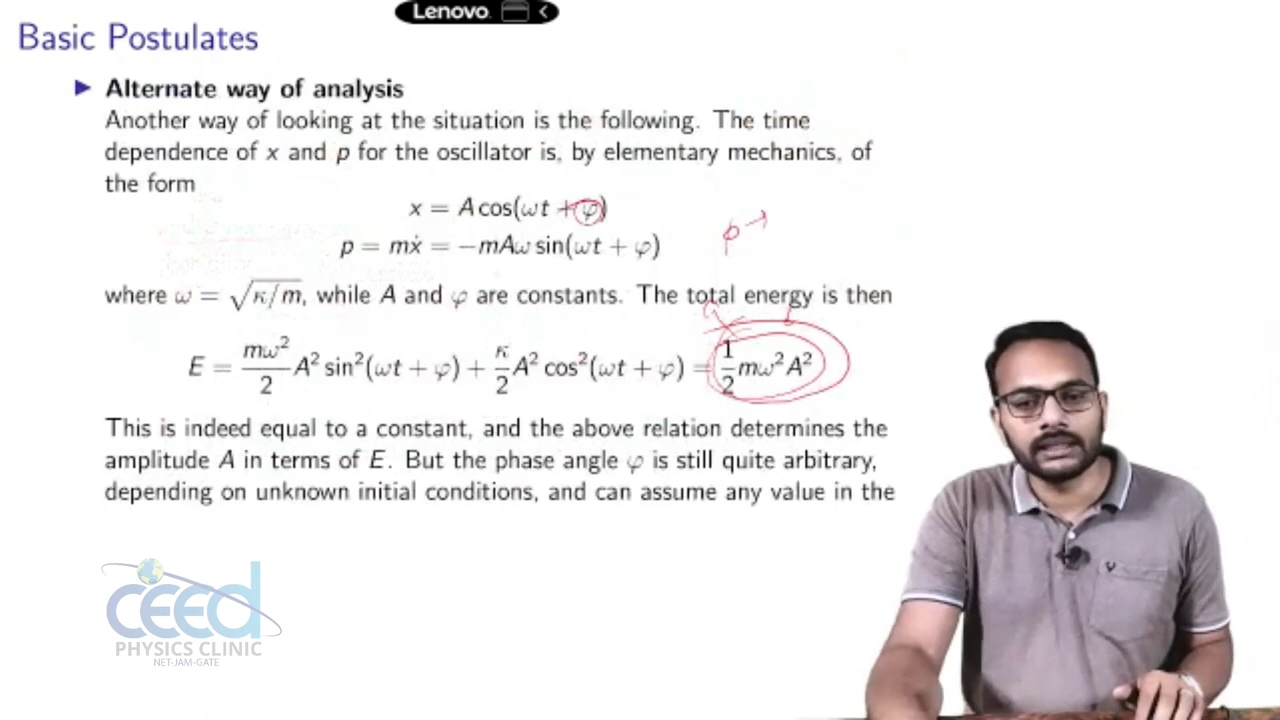 Lenovo
Basic Postulates
▶ Alternate way of analysis
Another way of looking at the situation is the following. The time
dependence of x and p for the oscillator is, by elementary mechanics, of
the form
x = A cos(ωt + φ)
p = mẋ = −mAω sin(ωt + φ)
φ →
where ω = √κ/m, while A and φ are constants. The total energy is then
E = mω²/2 A² sin²(ωt + φ) + κ/2 A² cos²(ωt + φ) = 1/2 mω²A²
This is indeed equal to a constant, and the above relation determines the
amplitude A in terms of E. But the phase angle φ is still quite arbitrary,
depending on unknown initial conditions, and can assume any value in the
ceed
PHYSICS CLINIC
NET-JAM-GATE